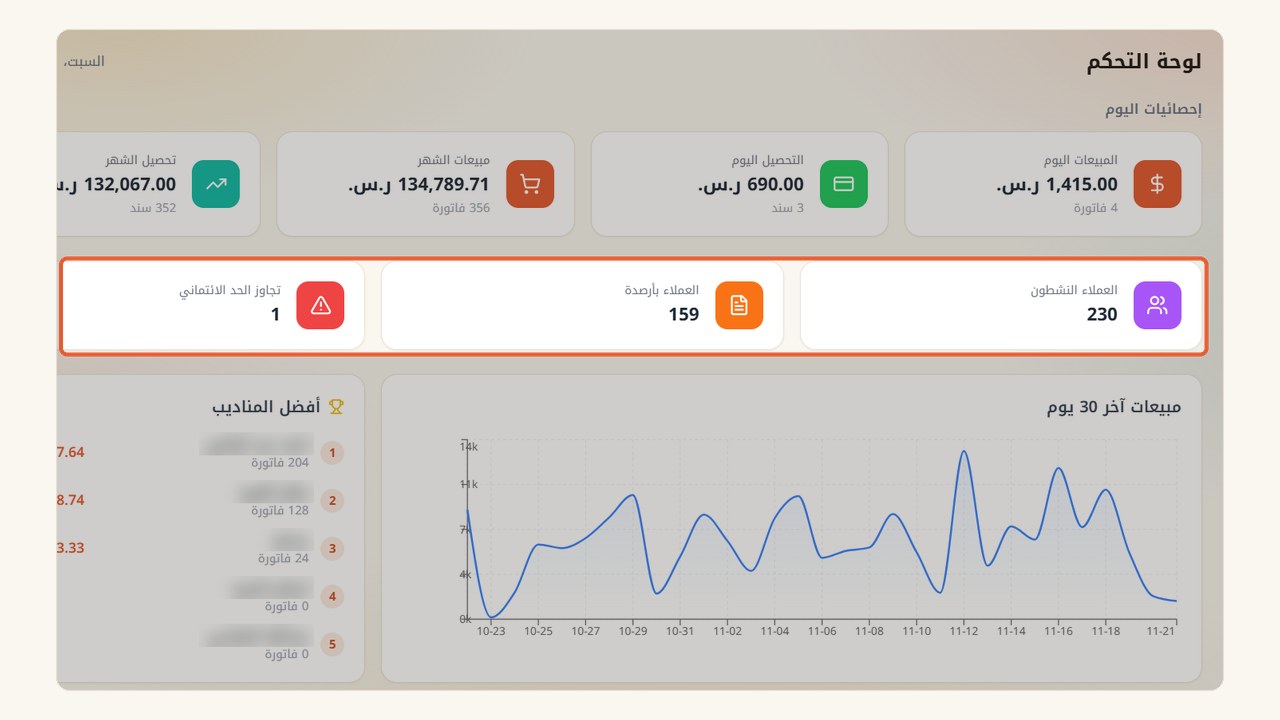 لوحة التحكم
السبت،
إحصائيات اليوم
المبيعات اليوم
1,415.00 ر.س.
4 فاتورة
التحصيل اليوم
690.00 ر.س.
3 سند
مبيعات الشهر
134,789.71 ر.س.
356 فاتورة
تحصيل الشهر
132,067.00 ر.س
352 سند
العملاء النشطون
230
العملاء بأرصدة
159
تجاوز الحد الائتماني
1
مبيعات آخر 30 يوم
14k
11k
7k
4k
0k
10-23 10-25 10-27 10-29 10-31 11-02 11-04 11-06 11-08 11-10 11-12 11-14 11-16 11-18 11-21
أفضل المناديب
1
204 فاتورة
7.64
2
128 فاتورة
8.74
3
24 فاتورة
3.33
4
0 فاتورة
5
0 فاتورة